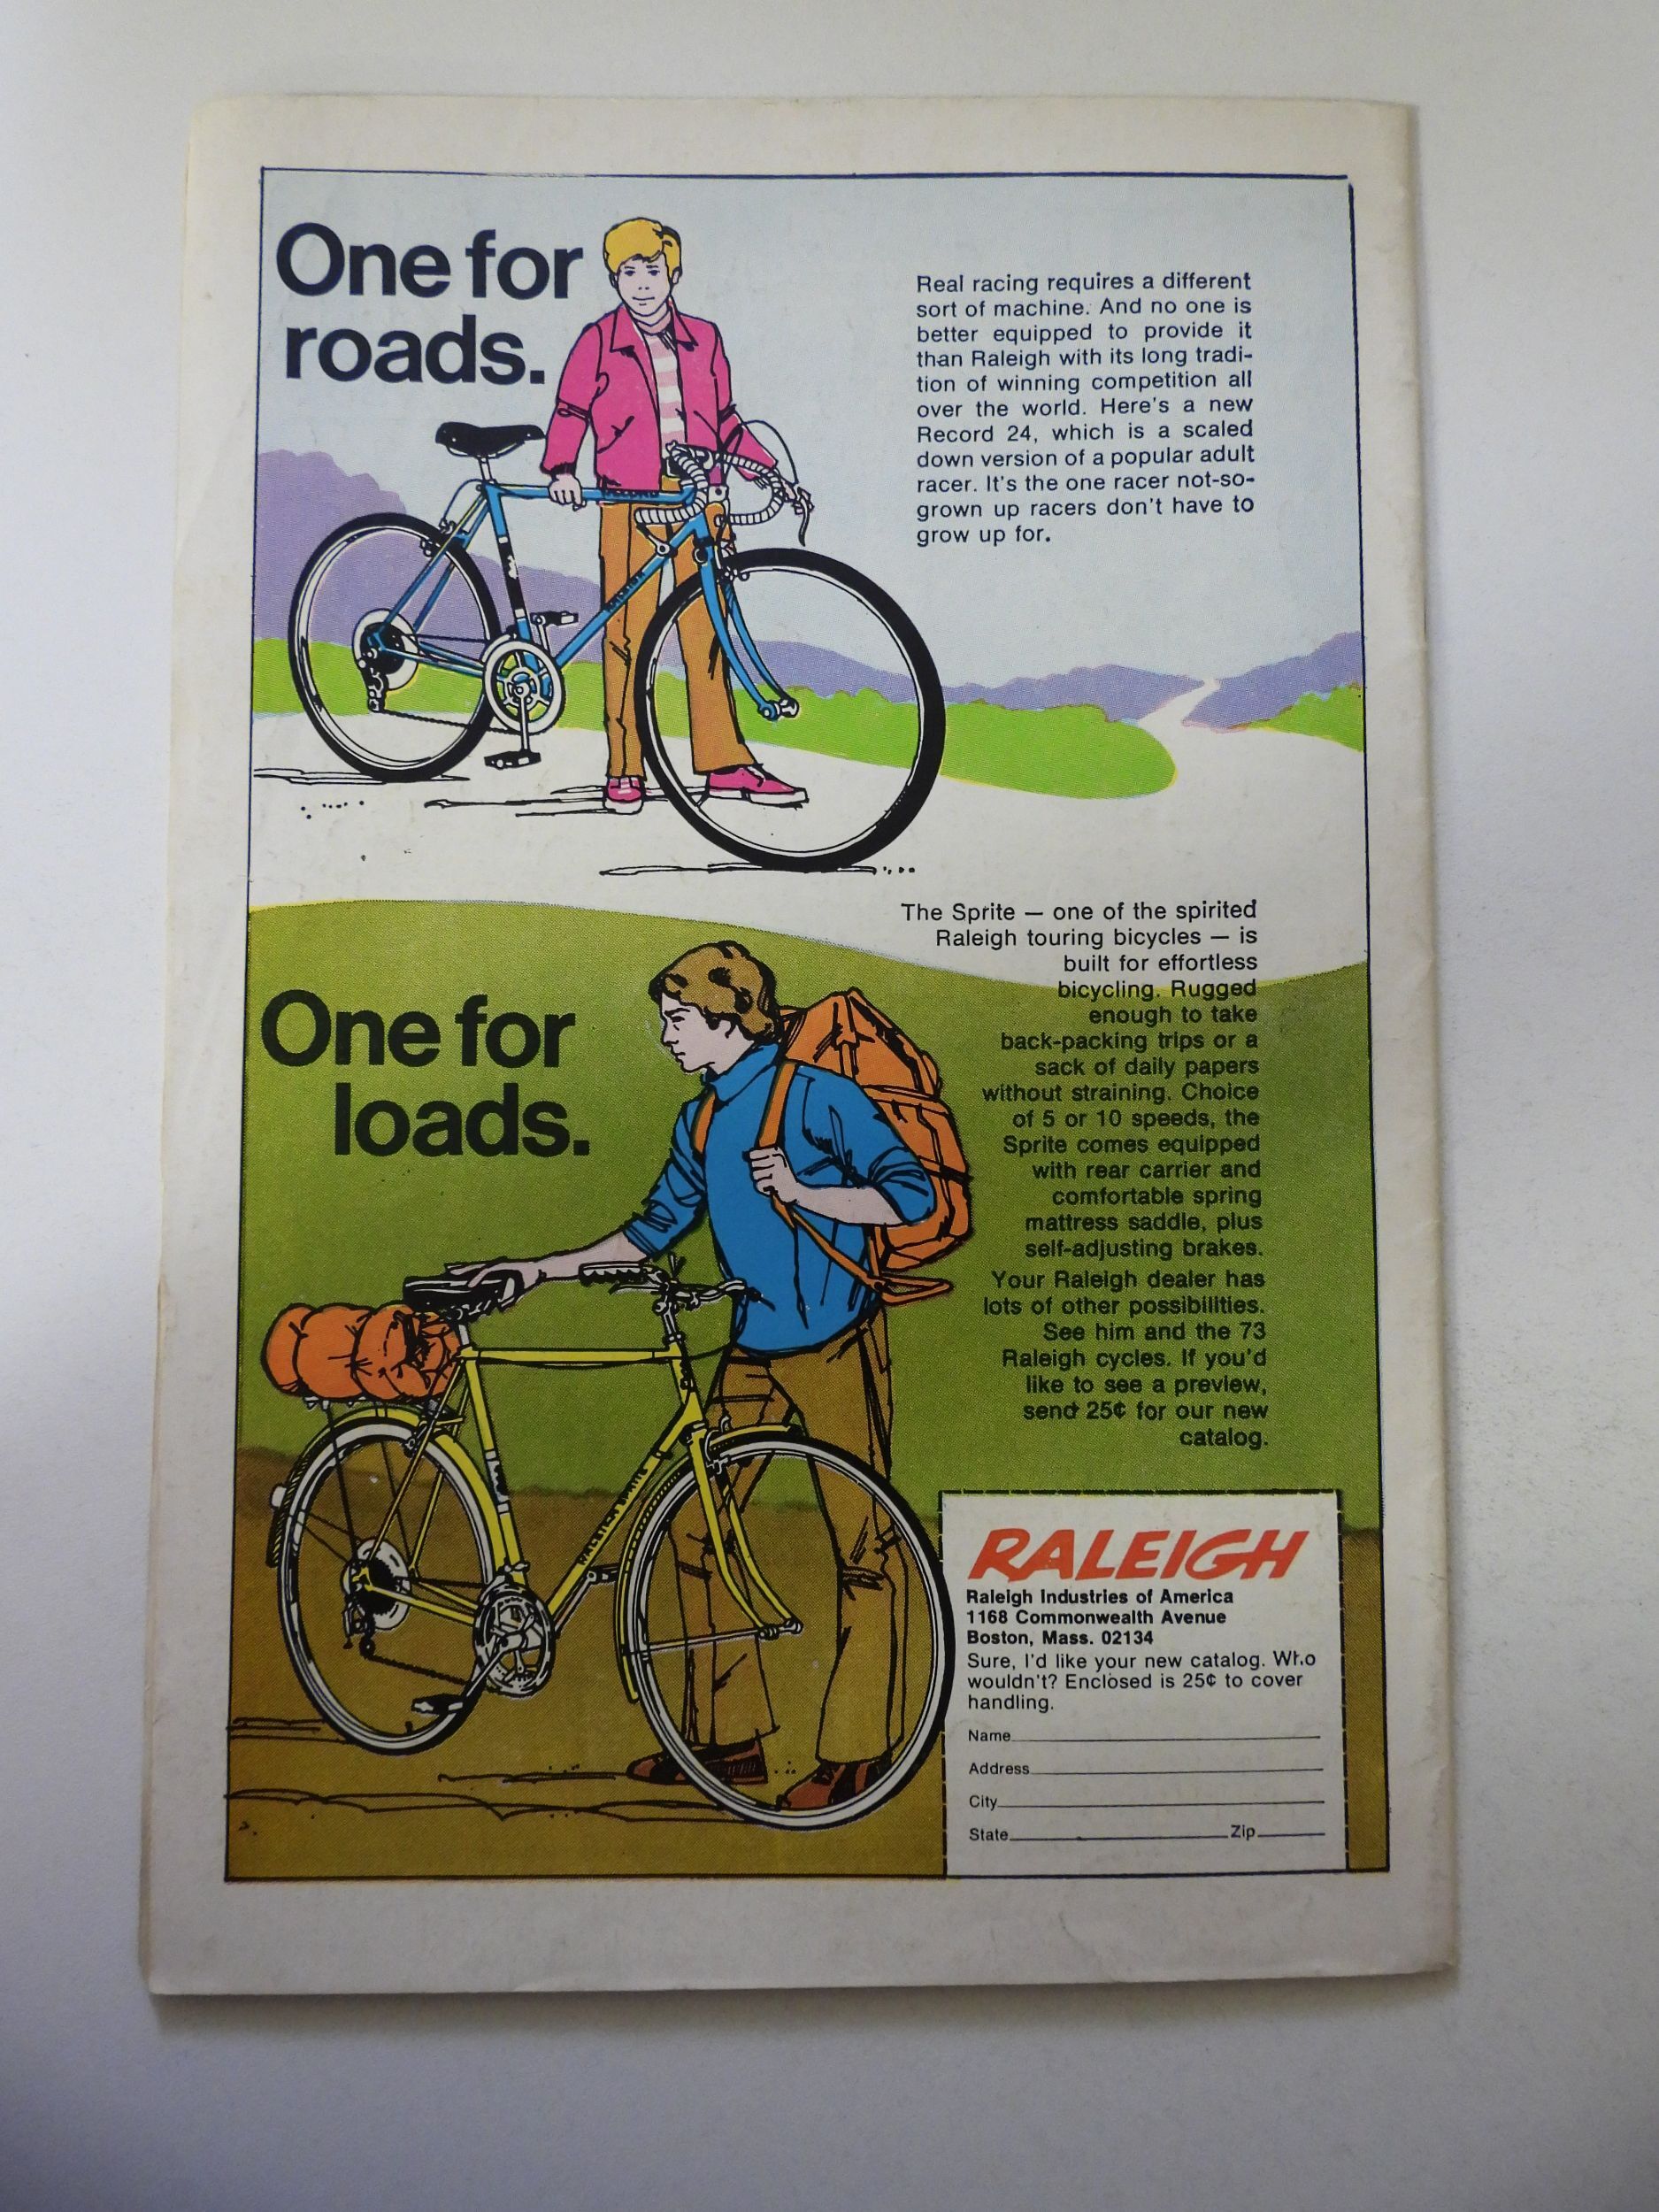 One for
roads.
Real racing requires a different
sort of machine. And no one is
better equipped to provide it
than Raleigh with its long tradi-
tion of winning competition all
over the world. Here's a new
Record 24, which is a scaled
down version of a popular adult
racer. It's the one racer not-so-
grown up racers don't have to
grow up for.
RALEIGH
The Sprite — one of the spirited
Raleigh touring bicycles — is
built for effortless
bicycling. Rugged
enough to take
back-packing trips or a
sack of daily papers
without straining. Choice
of 5 or 10 speeds, the
Sprite comes equipped
with rear carrier and
comfortable spring
mattress saddle, plus
self-adjusting brakes.
Your Raleigh dealer has
lots of other possibilities.
See him and the 73
Raleigh cycles. If you'd
like to see a preview,
send 25¢ for our new
catalog.
One for
loads.
RALEIGH SPRITE
RALEIGH
Raleigh Industries of America
1168 Commonwealth Avenue
Boston, Mass. 02134
Sure, I'd like your new catalog. Who
wouldn't? Enclosed is 25¢ to cover
handling.
Name
Address
City
State Zip